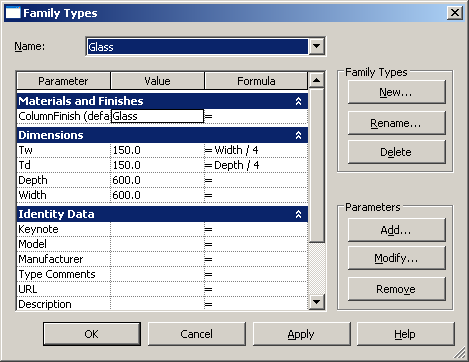 Family Types
Name: Glass
Family Types
Parameter Value Formula
New...
Materials and Finishes
ColumnFinish (defa Glass =
Rename...
Dimensions
Tw 150.0 = Width / 4
Delete
Td 150.0 = Depth / 4
Depth 600.0 =
Width 600.0 =
Identity Data
Parameters
Keynote =
Add...
Model =
Manufacturer =
Modify...
Type Comments =
URL =
Remove
Description =
OK Cancel Apply Help